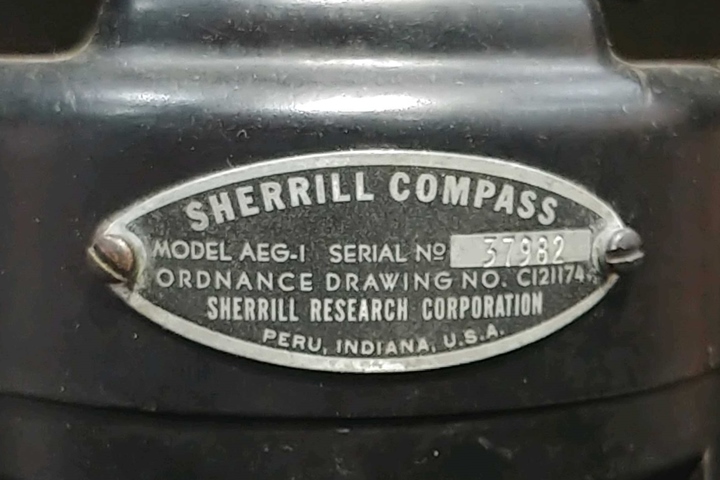 SHERRILL COMPASS
MODEL AEG-1 SERIAL Nº 37982
ORDNANCE DRAWING NO. C121174
SHERRILL RESEARCH CORPORATION
PERU, INDIANA, U.S.A.